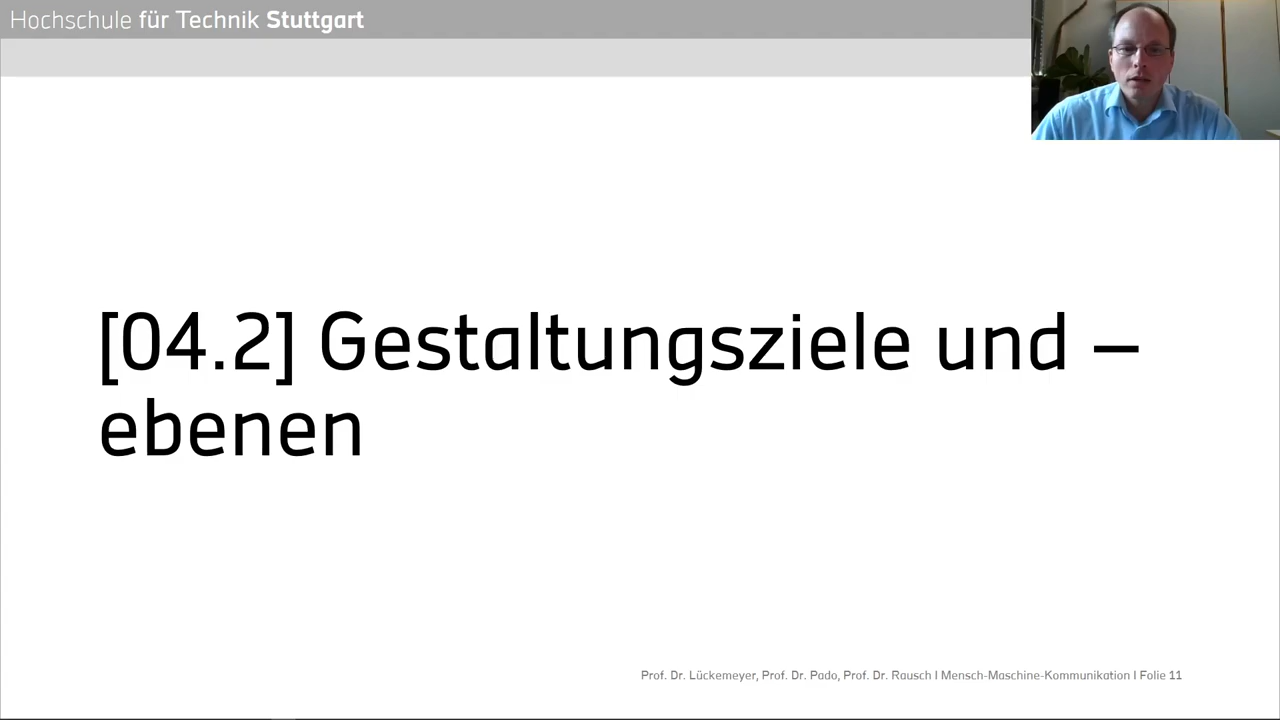 Hochschule für Technik Stuttgart
[04.2] Gestaltungsziele und –
ebenen
Prof. Dr. Lückemeyer, Prof. Dr. Pado, Prof. Dr. Rausch I Mensch-Maschine-Kommunikation I Folie 11